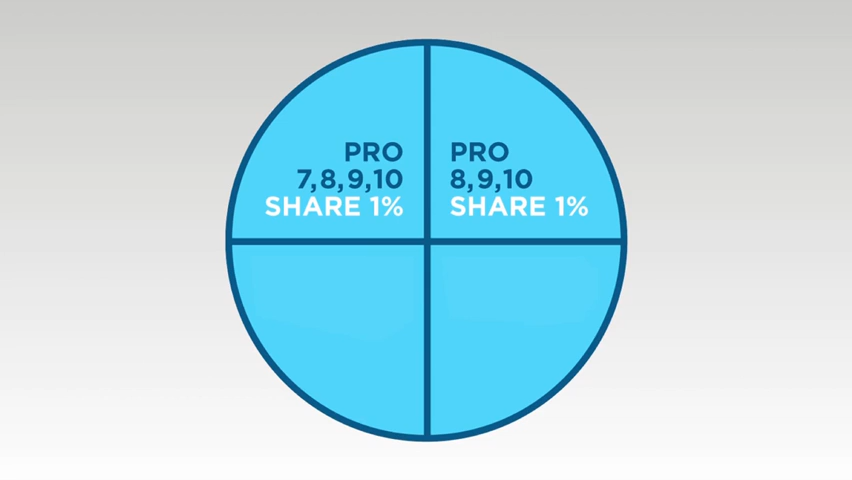 PRO
7,8,9,10
SHARE 1%
PRO
8,9,10
SHARE 1%